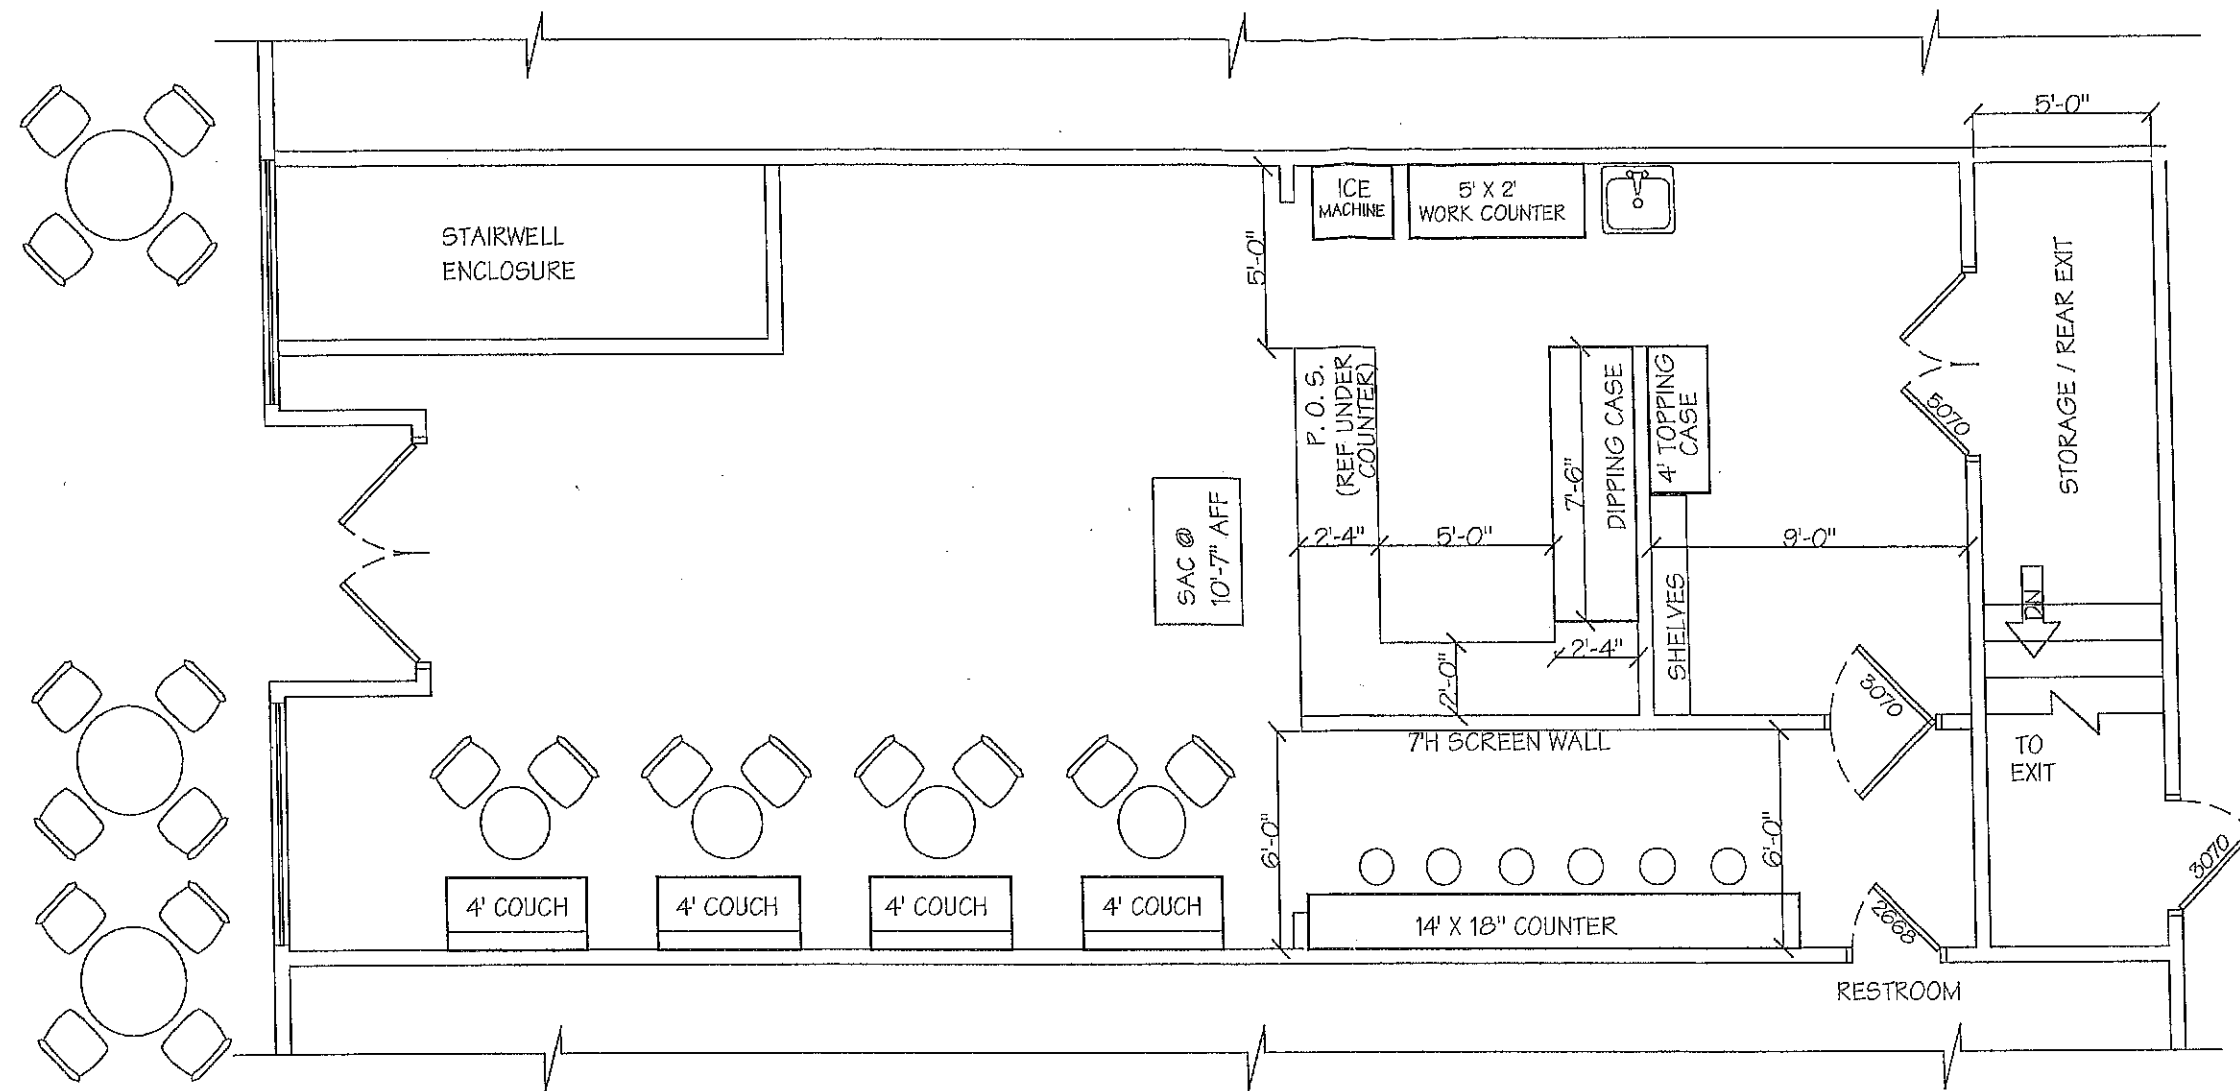 5'-0"
ICE
MACHINE
5' X 2'
WORK COUNTER
STAIRWELL
ENCLOSURE
5'-0"
STORAGE / REAR EXIT
P.O.S.
(REF UNDER
COUNTER)
7'-6"
DIPPING CASE
4' TOPPING
CASE
5070
SAC @
10'-7" AFF
2'-4"
5'-0"
9'-0"
SHELVES
DN
2'-4"
2'-0"
3070
7'H SCREEN WALL
TO
EXIT
6'-0"
6'-0"
3070
4' COUCH
4' COUCH
4' COUCH
4' COUCH
14' X 18" COUNTER
2668
RESTROOM